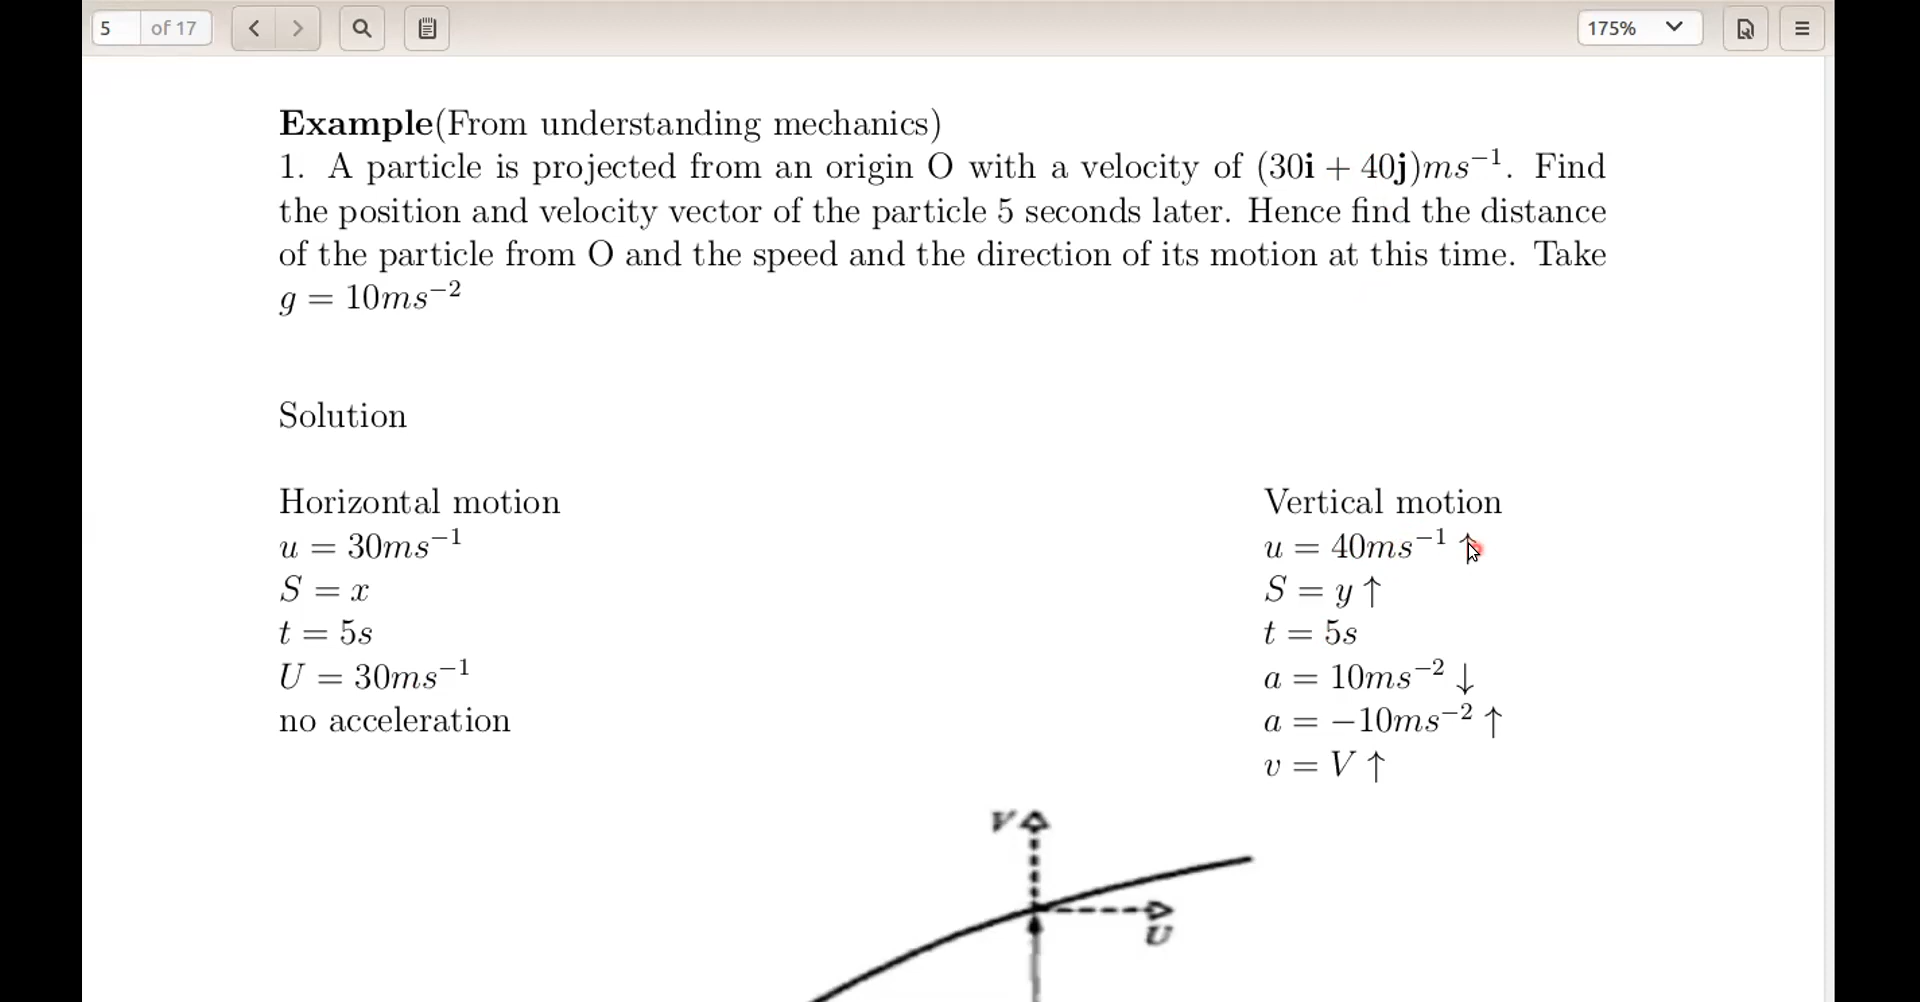 5 of 17
175%
Example(From understanding mechanics)
1. A particle is projected from an origin O with a velocity of (30i + 40j)ms⁻¹. Find
the position and velocity vector of the particle 5 seconds later. Hence find the distance
of the particle from O and the speed and the direction of its motion at this time. Take
g = 10ms⁻²
Solution
Horizontal motion
u = 30ms⁻¹
S = x
t = 5s
U = 30ms⁻¹
no acceleration
Vertical motion
u = 40ms⁻¹ ↑
S = y ↑
t = 5s
a = 10ms⁻² ↓
a = −10ms⁻² ↑
v = V ↑
V
U